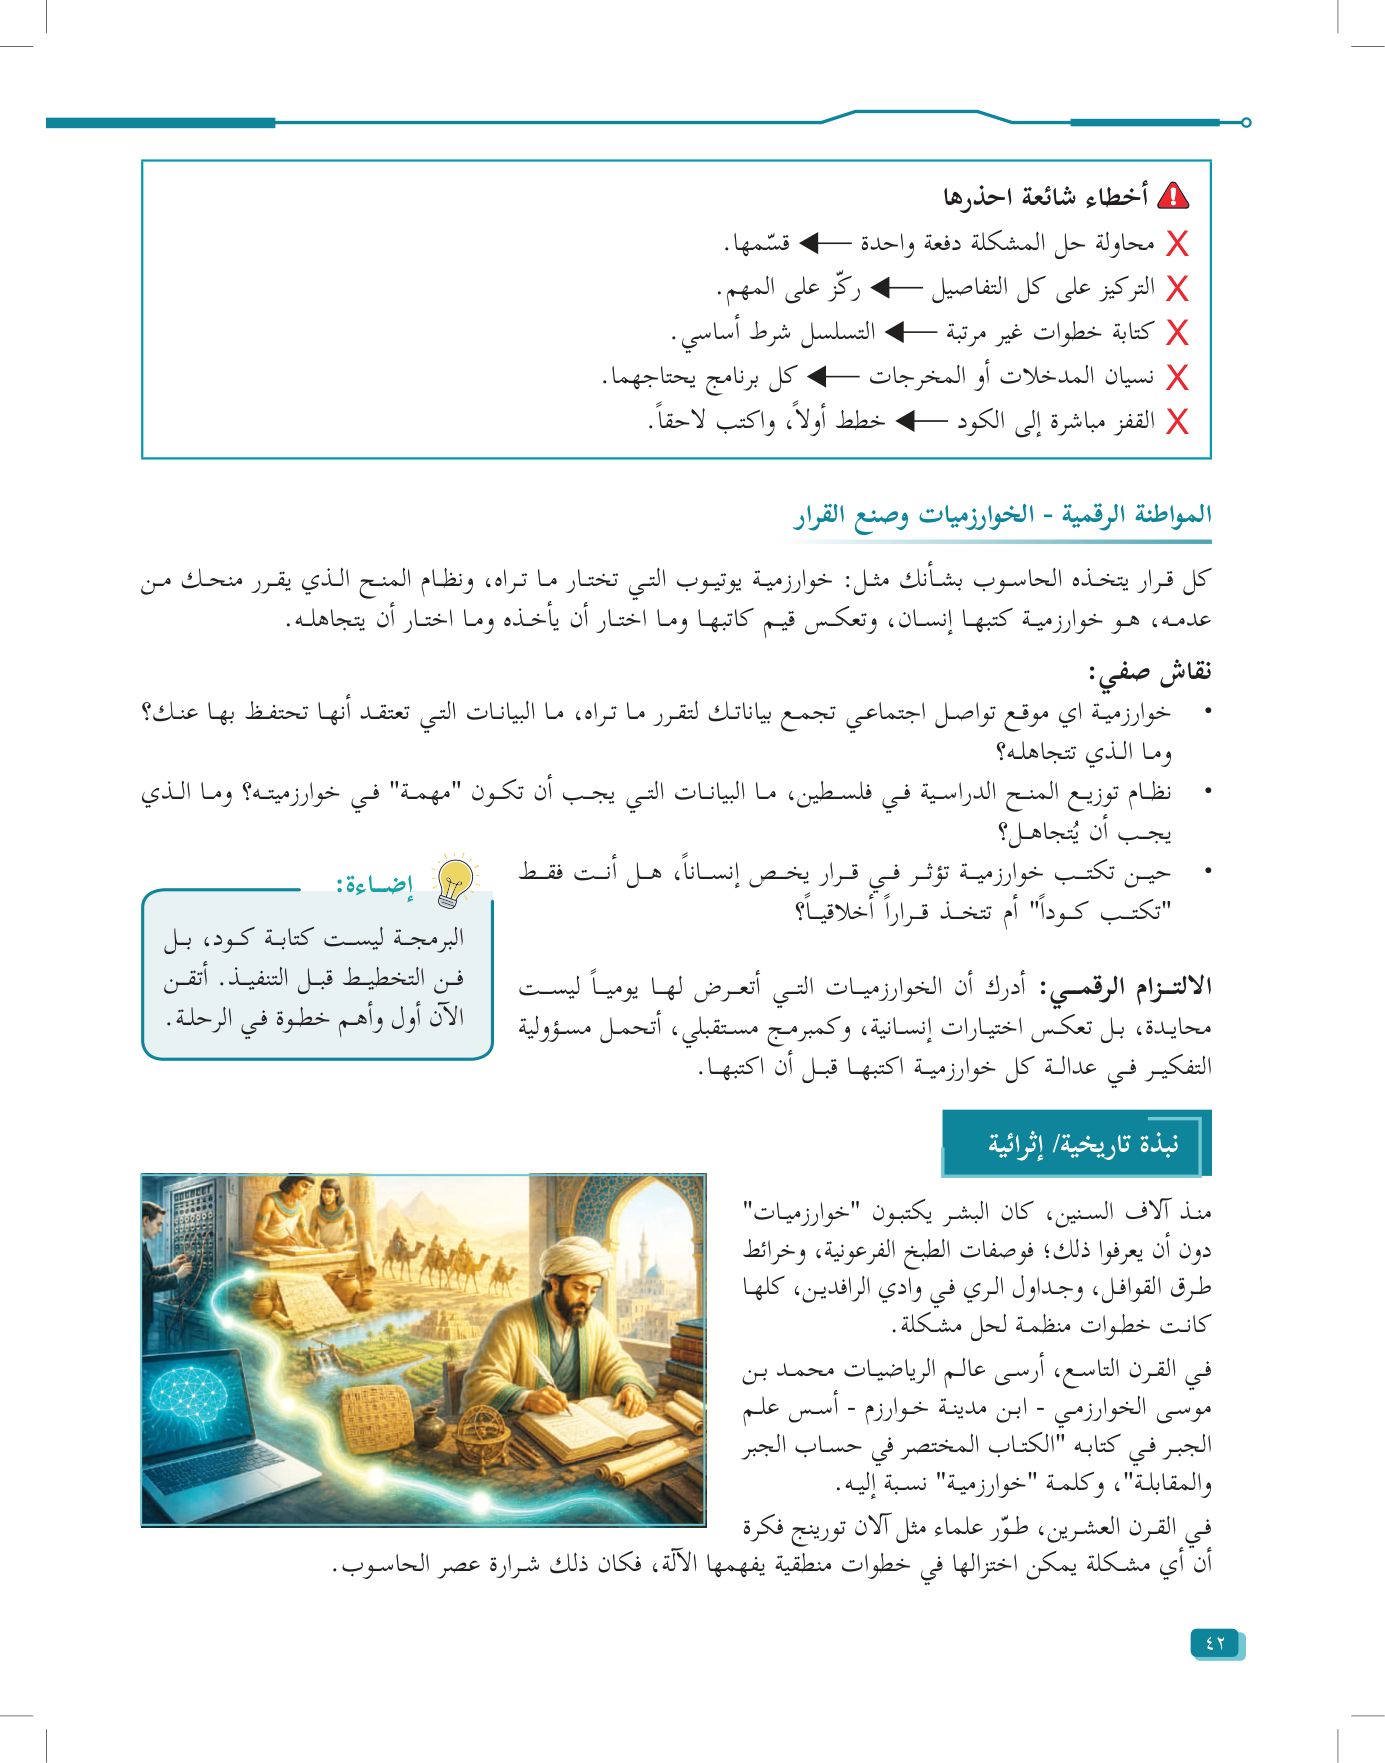 أخطاء شائعة احذرها
محاولة حل المشكلة دفعة واحدة ← قسّمها.
التركيز على كل التفاصيل ← ركّز على المهم.
كتابة خطوات غير مرتبة ← التسلسل شرط أساسي.
نسيان المدخلات أو المخرجات ← كل برنامج يحتاجهما.
القفز مباشرة إلى الكود ← خطط أولاً، واكتب لاحقاً.
المواطنة الرقمية - الخوارزميات وصنع القرار
كل قرار يتخذه الحاسوب بشأنك مثل: خوارزمية يوتيوب التي تختار ما تراه، ونظام المنح الذي يقرر منحك من
عدمه، هو خوارزمية كتبها إنسان، وتعكس قيم كاتبها وما اختار أن يأخذه وما اختار أن يتجاهله.
نقاش صفي:
• خوارزمية اي موقع تواصل اجتماعي تجمع بياناتك لتقرر ما تراه، ما البيانات التي تعتقد أنها تحتفظ بها عنك؟
وما الذي تتجاهله؟
• نظام توزيع المنح الدراسية في فلسطين، ما البيانات التي يجب أن تكون "مهمة" في خوارزميته؟ وما الذي
يجب أن يُتجاهل؟
• حين تكتب خوارزمية تؤثر في قرار يخص إنساناً، هل أنت فقط
"تكتب كوداً" أم تتخذ قراراً أخلاقياً؟
إضاءة:
البرمجة ليست كتابة كود، بل
فن التخطيط قبل التنفيذ. أتقن
الآن أول وأهم خطوة في الرحلة.
الالتزام الرقمي: أدرك أن الخوارزميات التي أتعرض لها يومياً ليست
محايدة، بل تعكس اختيارات إنسانية، وكمبرمج مستقبلي، أتحمل مسؤولية
التفكير في عدالة كل خوارزمية اكتبها قبل أن اكتبها.
نبذة تاريخية/ إثرائية
منذ آلاف السنين، كان البشر يكتبون "خوارزميات"
دون أن يعرفوا ذلك؛ فوصفات الطبخ الفرعونية، وخرائط
طرق القوافل، وجداول الري في وادي الرافدين، كلها
كانت خطوات منظمة لحل مشكلة.
في القرن التاسع، أرسى عالم الرياضيات محمد بن
موسى الخوارزمي - ابن مدينة خوارزم - أسس علم
الجبر في كتابه "الكتاب المختصر في حساب الجبر
والمقابلة"، وكلمة "خوارزمية" نسبة إليه.
في القرن العشرين، طوّر علماء مثل آلان تورينج فكرة
أن أي مشكلة يمكن اختزالها في خطوات منطقية يفهمها الآلة، فكان ذلك شرارة عصر الحاسوب.
٤٢